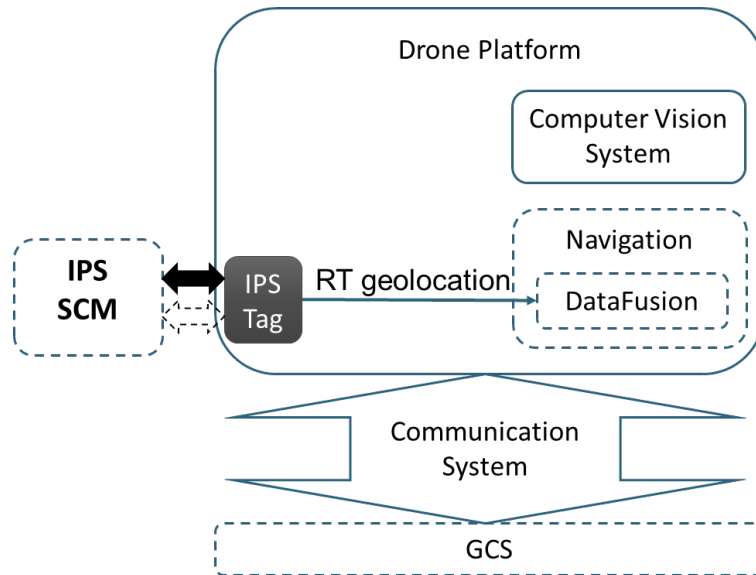 Drone Platform
Computer Vision
System
Navigation
DataFusion
RT geolocation
IPS
Tag
IPS
SCM
Communication
System
GCS